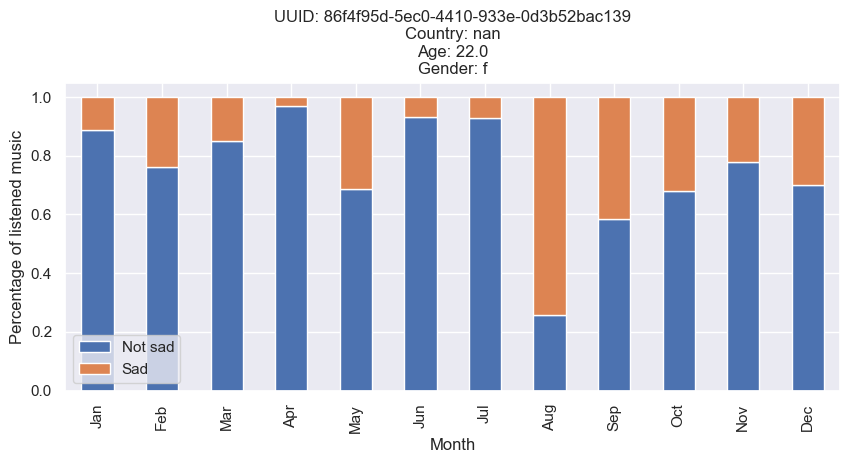 UUID: 86f4f95d-5ec0-4410-933e-0d3b52bac139
Country: nan
Age: 22.0
Gender: f
Percentage of listened music
1.0
0.8
0.6
0.4
0.2
0.0
Not sad
Sad
Jan
Feb
Mar
Apr
May
Jun
Jul
Aug
Sep
Oct
Nov
Dec
Month